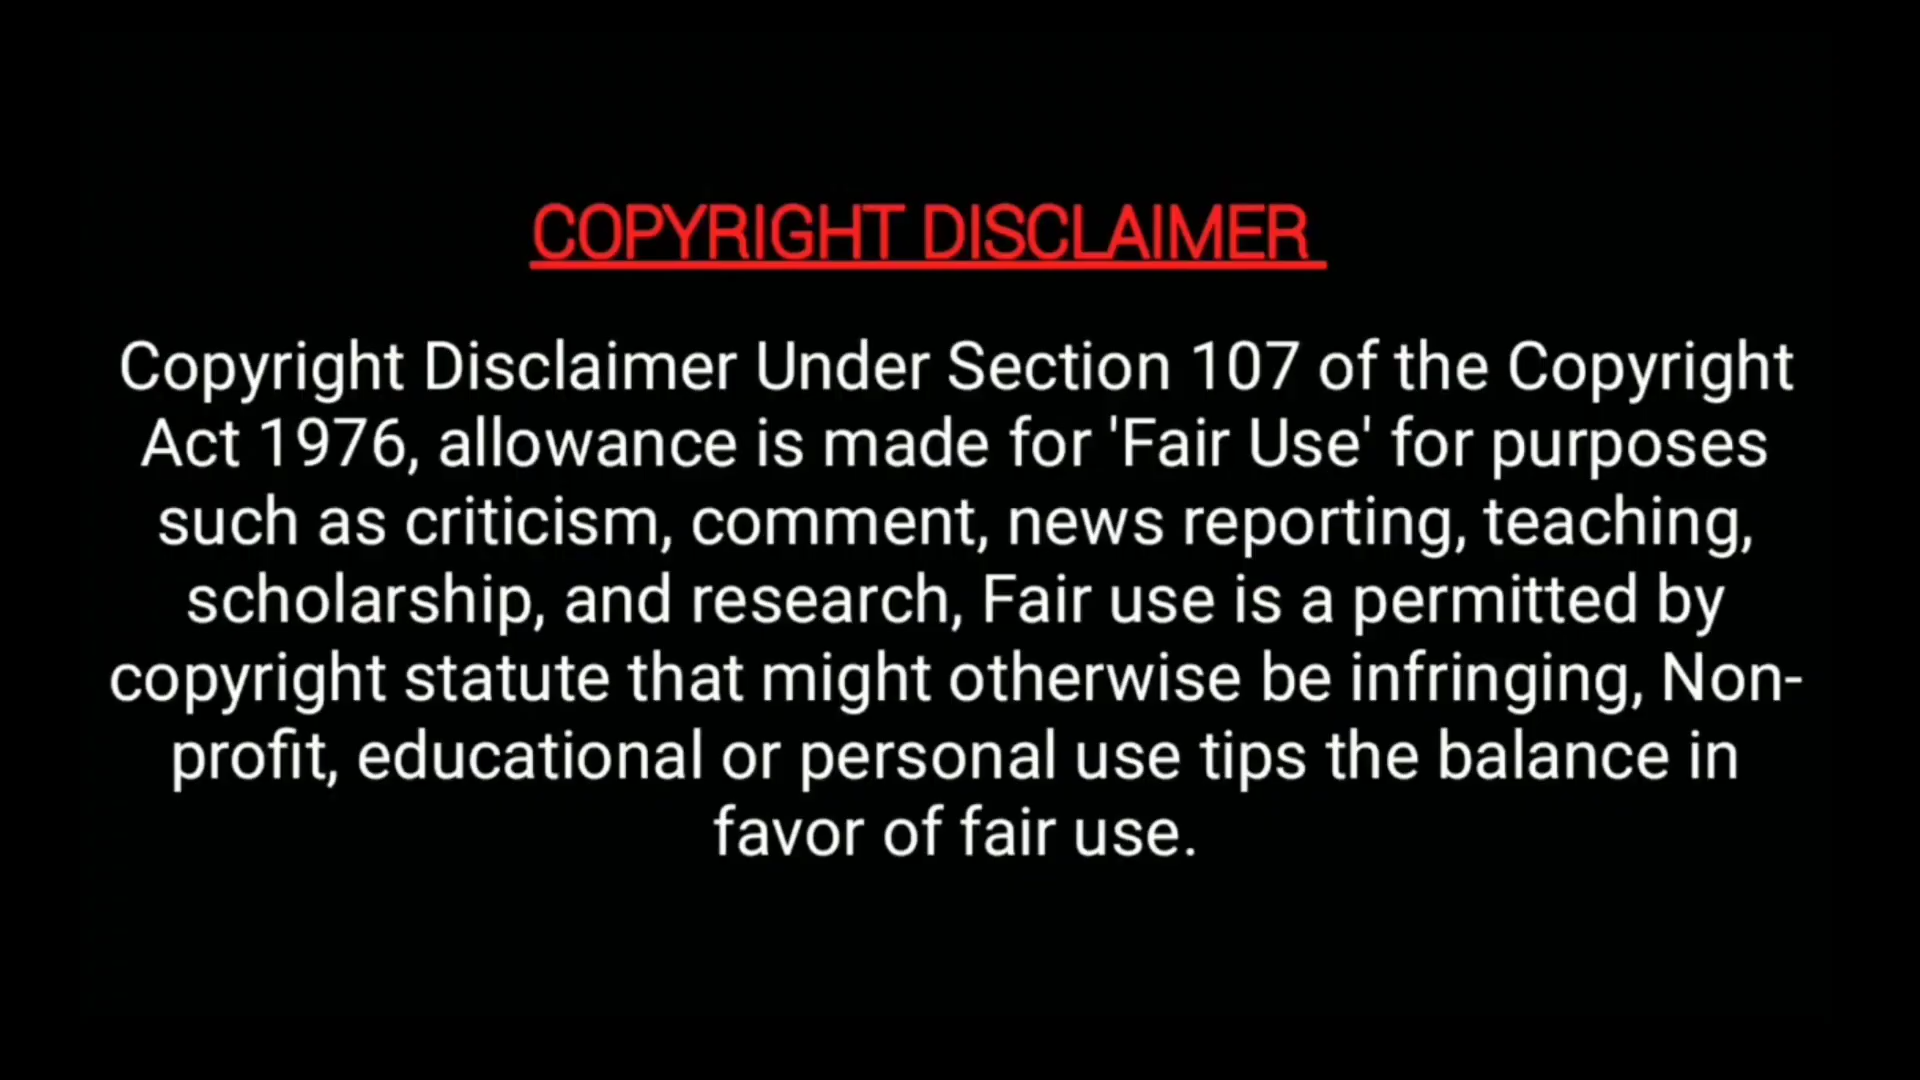 COPYRIGHT DISCLAIMER
Copyright Disclaimer Under Section 107 of the Copyright
Act 1976, allowance is made for 'Fair Use' for purposes
such as criticism, comment, news reporting, teaching,
scholarship, and research, Fair use is a permitted by
copyright statute that might otherwise be infringing, Non-
profit, educational or personal use tips the balance in
favor of fair use.